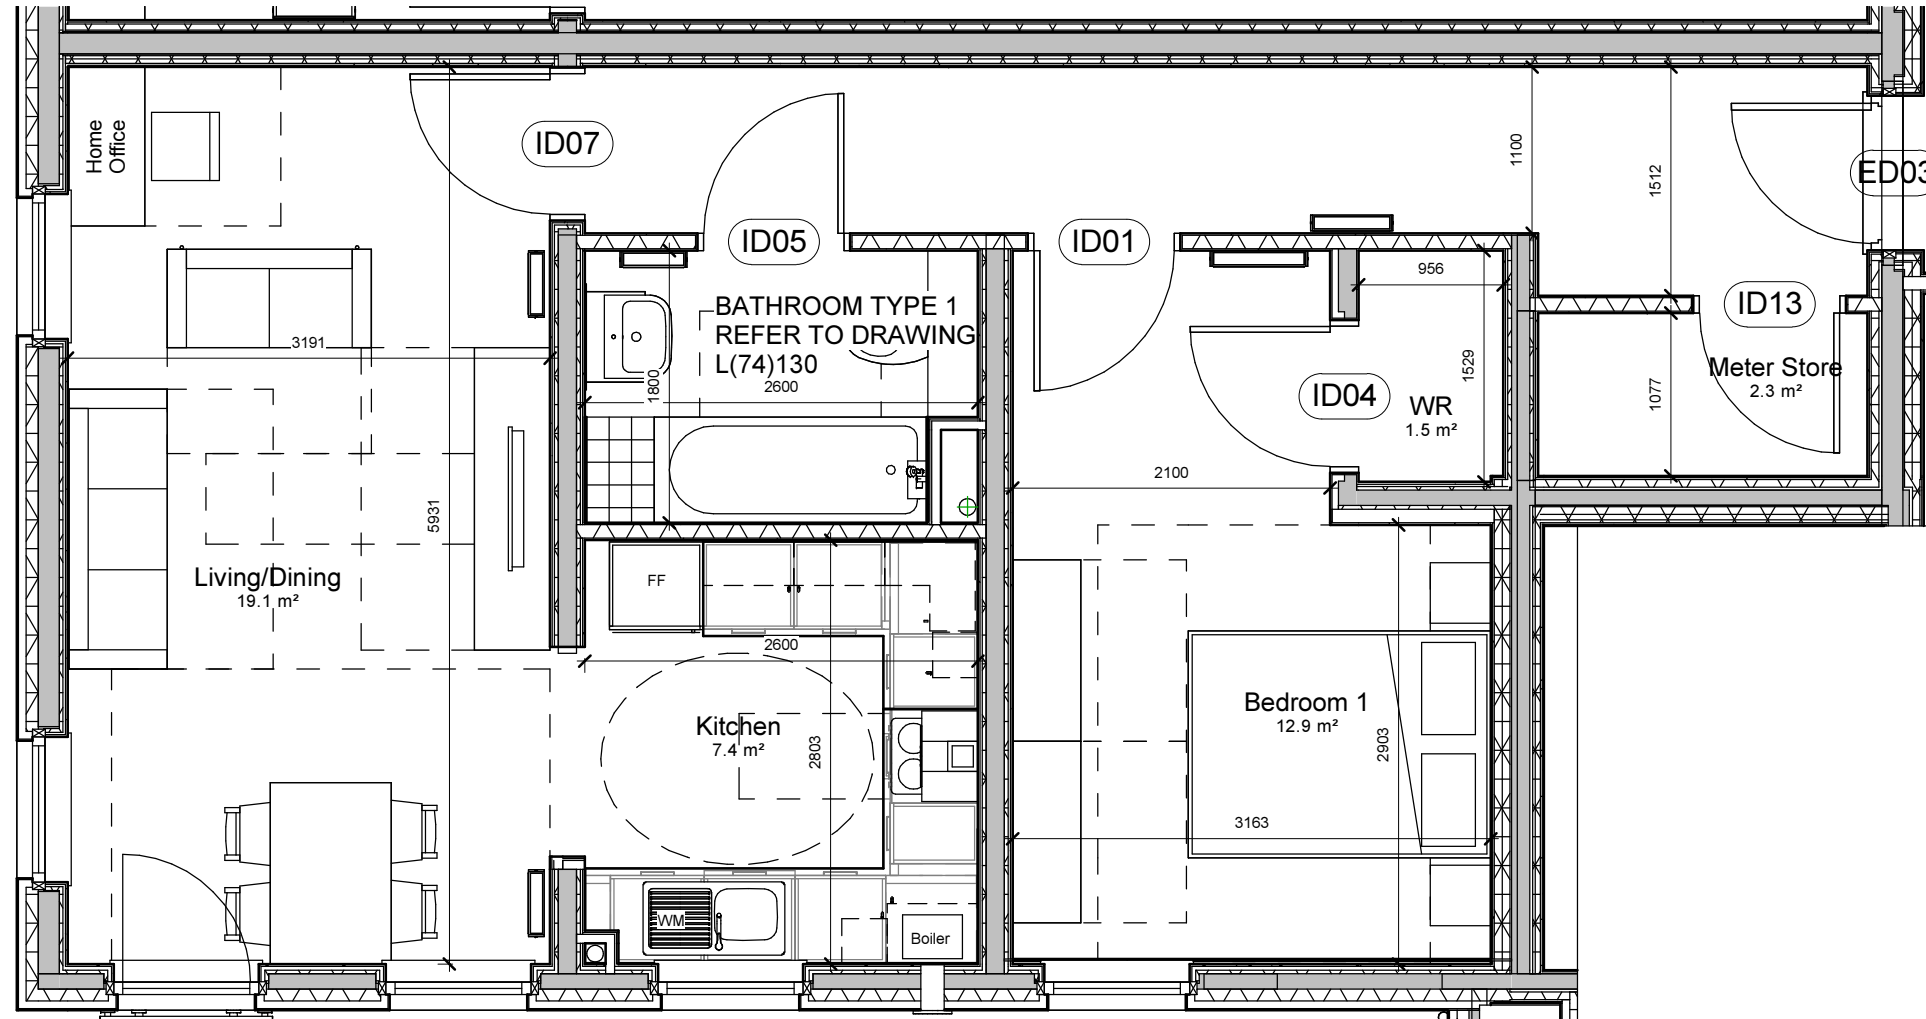 Home
Office
ID07
ID05
ID01
1100
1512
ED03
956
ID13
BATHROOM TYPE 1
REFER TO DRAWING
L(74)130
3191
1800
2600
1529
ID04
WR
1.5 m²
Meter Store
2.3 m²
1077
2100
5931
Living/Dining
19.1 m²
FF
2600
Kitchen
7.4 m²
2803
Bedroom 1
12.9 m²
2903
3163
WM
Boiler